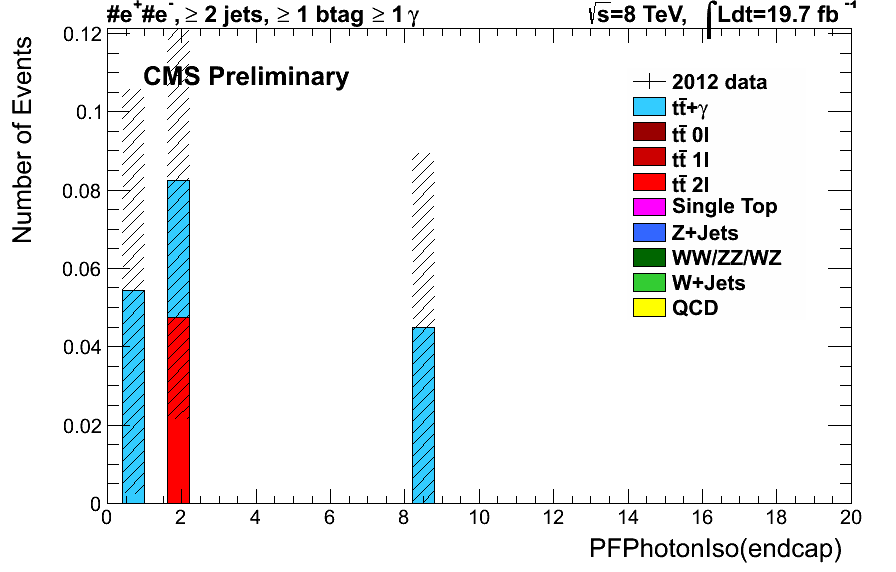 #e+#e-, ≥ 2 jets, ≥ 1 btag ≥ 1 γ
√s=8 TeV, ∫Ldt=19.7 fb-1
CMS Preliminary
Number of Events
0.12
0.1
0.08
0.06
0.04
0.02
0
2012 data
tt̄+γ
tt̄ 0l
tt̄ 1l
tt̄ 2l
Single Top
Z+Jets
WW/ZZ/WZ
W+Jets
QCD
0 2 4 6 8 10 12 14 16 18 20
PFPhotonIso(endcap)